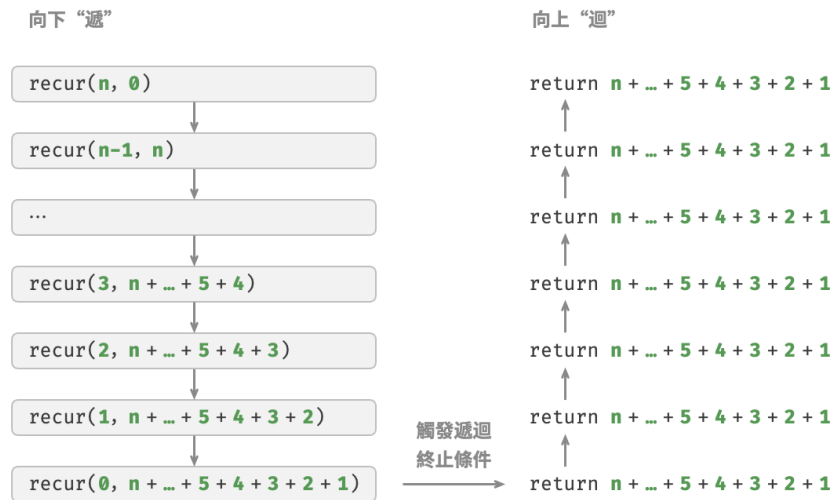 向下“遞”
recur(n, 0)
recur(n-1, n)
...
recur(3, n + … + 5 + 4)
recur(2, n + … + 5 + 4 + 3)
recur(1, n + … + 5 + 4 + 3 + 2)
recur(0, n + … + 5 + 4 + 3 + 2 + 1)
觸發遞迴
終止條件
向上“迴”
return n + … + 5 + 4 + 3 + 2 + 1
return n + … + 5 + 4 + 3 + 2 + 1
return n + … + 5 + 4 + 3 + 2 + 1
return n + … + 5 + 4 + 3 + 2 + 1
return n + … + 5 + 4 + 3 + 2 + 1
return n + … + 5 + 4 + 3 + 2 + 1
return n + … + 5 + 4 + 3 + 2 + 1